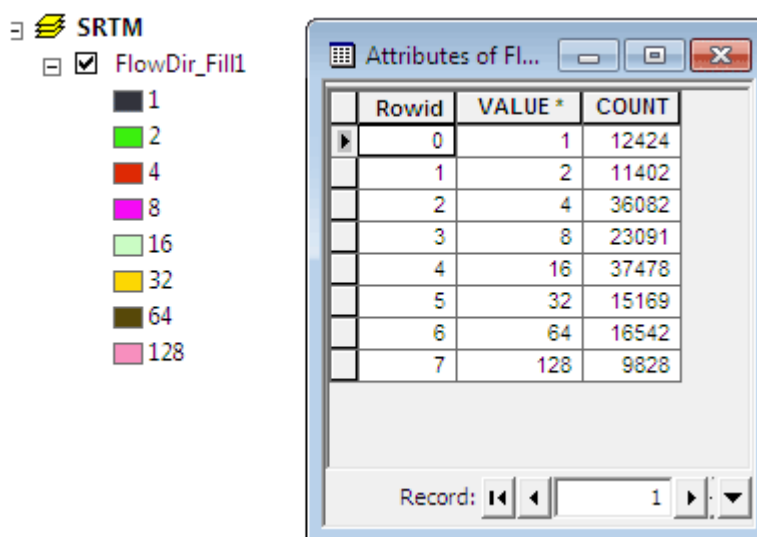 SRTM
FlowDir_Fill1
1
2
4
8
16
32
64
128
Attributes of Fl...
Rowid VALUE * COUNT
0 1 12424
1 2 11402
2 4 36082
3 8 23091
4 16 37478
5 32 15169
6 64 16542
7 128 9828
Record: 1